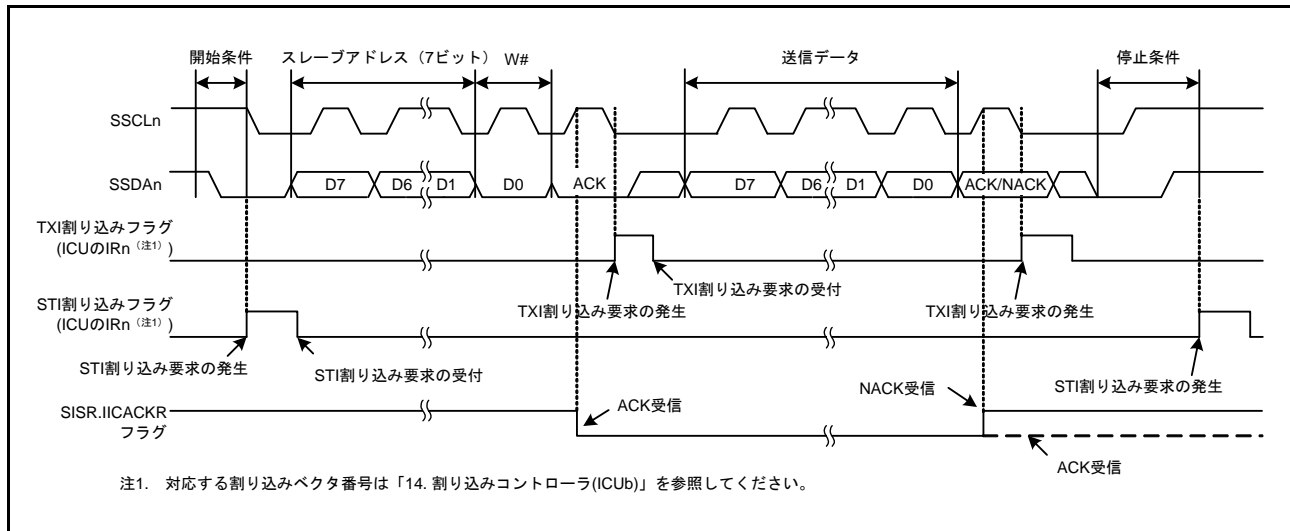 開始条件
スレーブアドレス（7ビット）
W#
送信データ
停止条件
SSCLn
SSDAn
D7
D6
D1
D0
ACK
D7
D6
D1
D0
ACK/NACK
TXI割り込みフラグ
(ICUのIRn（注1）)
TXI割り込み要求の受付
TXI割り込み要求の発生
TXI割り込み要求の発生
STI割り込みフラグ
(ICUのIRn（注1）)
STI割り込み要求の発生
STI割り込み要求の受付
STI割り込み要求の発生
SISR.IICACKR
フラグ
ACK受信
NACK受信
ACK受信
注1. 対応する割り込みベクタ番号は「14. 割り込みコントローラ(ICUb)」を参照してください。